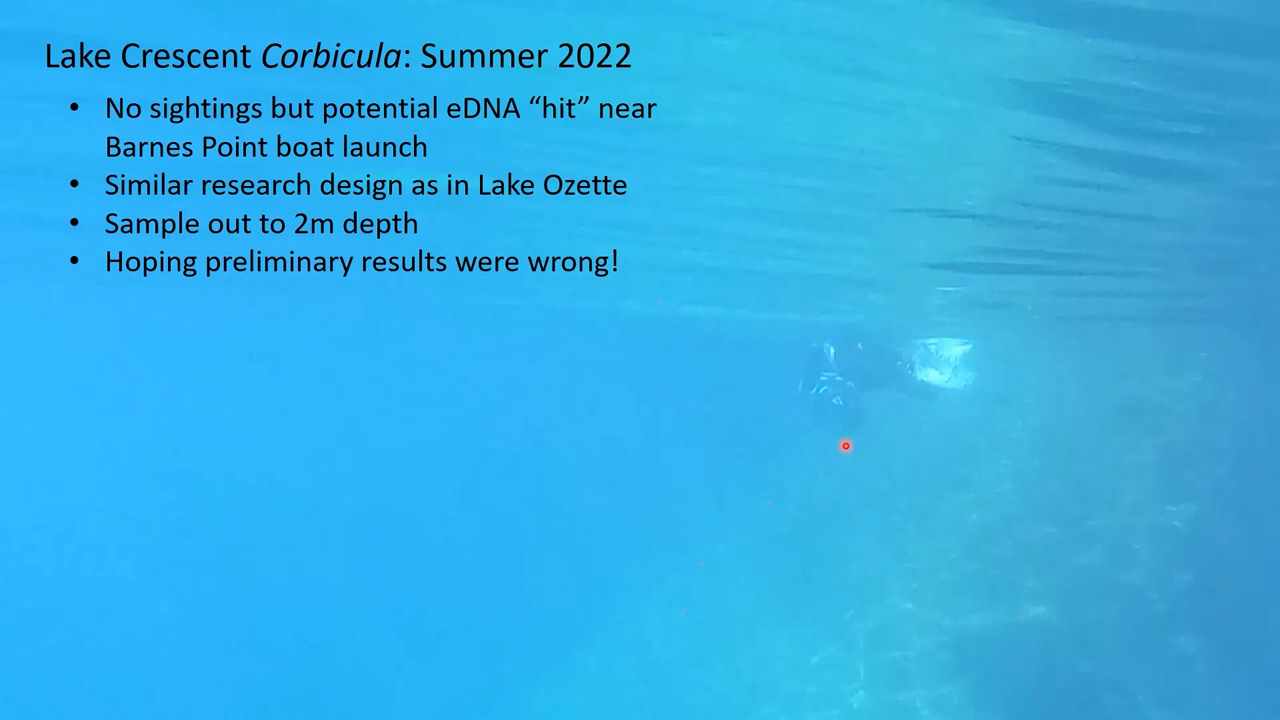 Lake Crescent Corbicula: Summer 2022
• No sightings but potential eDNA “hit” near
Barnes Point boat launch
• Similar research design as in Lake Ozette
• Sample out to 2m depth
• Hoping preliminary results were wrong!